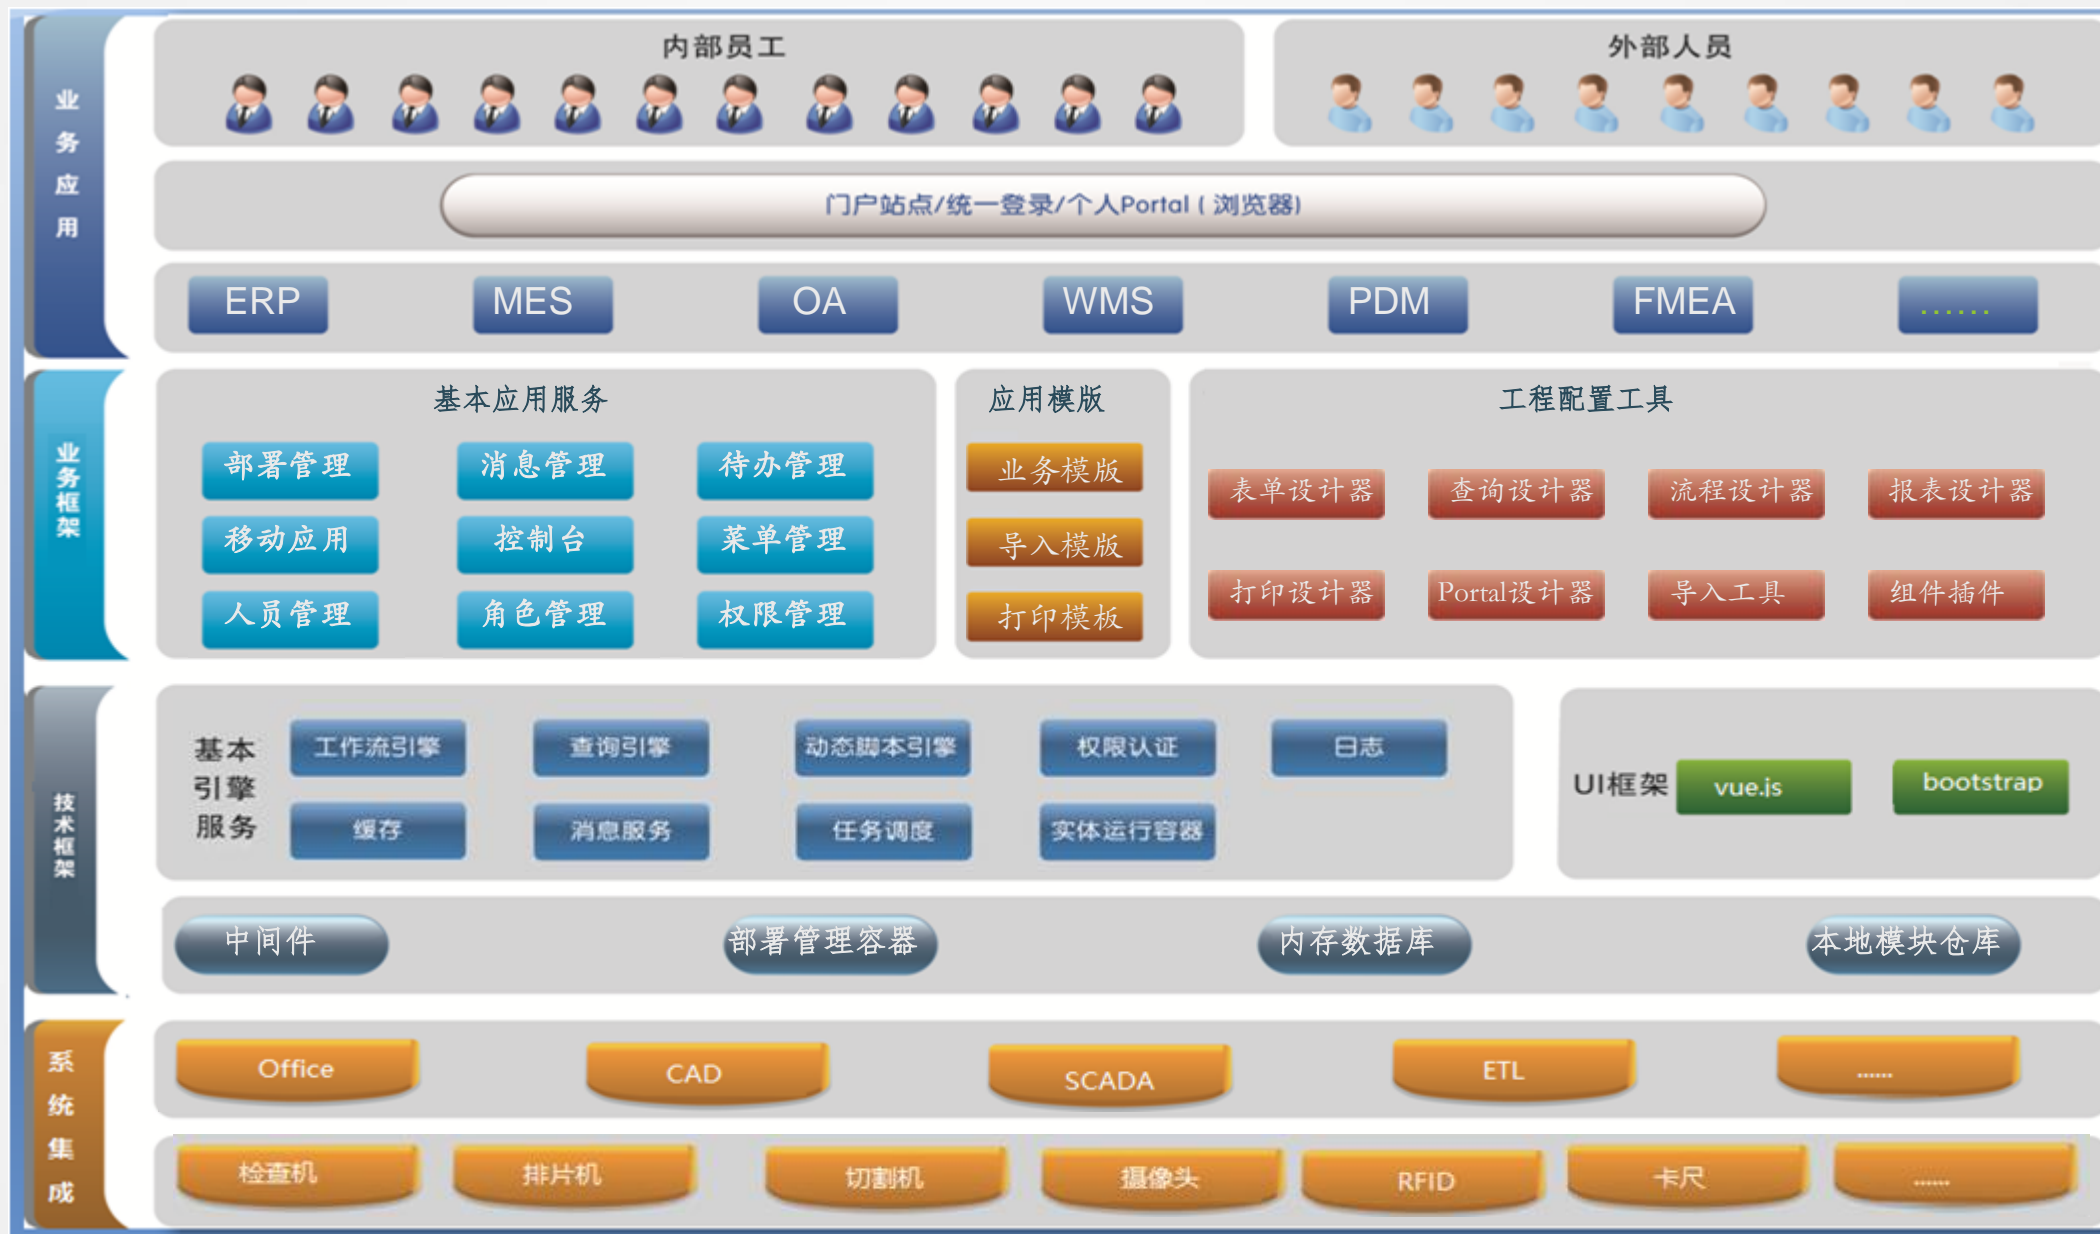 业务应用
内部员工
外部人员
门户站点/统一登录/个人Portal ( 浏览器)
ERP
MES
OA
WMS
PDM
FMEA
......
业务框架
基本应用服务
应用模版
工程配置工具
部署管理
消息管理
待办管理
移动应用
控制台
菜单管理
人员管理
角色管理
权限管理
业务模版
导入模版
打印模板
表单设计器
查询设计器
流程设计器
报表设计器
打印设计器
Portal设计器
导入工具
组件插件
技术框架
基本
引擎
服务
工作流引擎
查询引擎
动态脚本引擎
权限认证
日志
缓存
消息服务
任务调度
实体运行容器
UI框架
vue.js
bootstrap
中间件
部署管理容器
内存数据库
本地模块仓库
系统集成
Office
CAD
SCADA
ETL
......
检查机
排片机
切割机
摄像头
RFID
卡尺
......